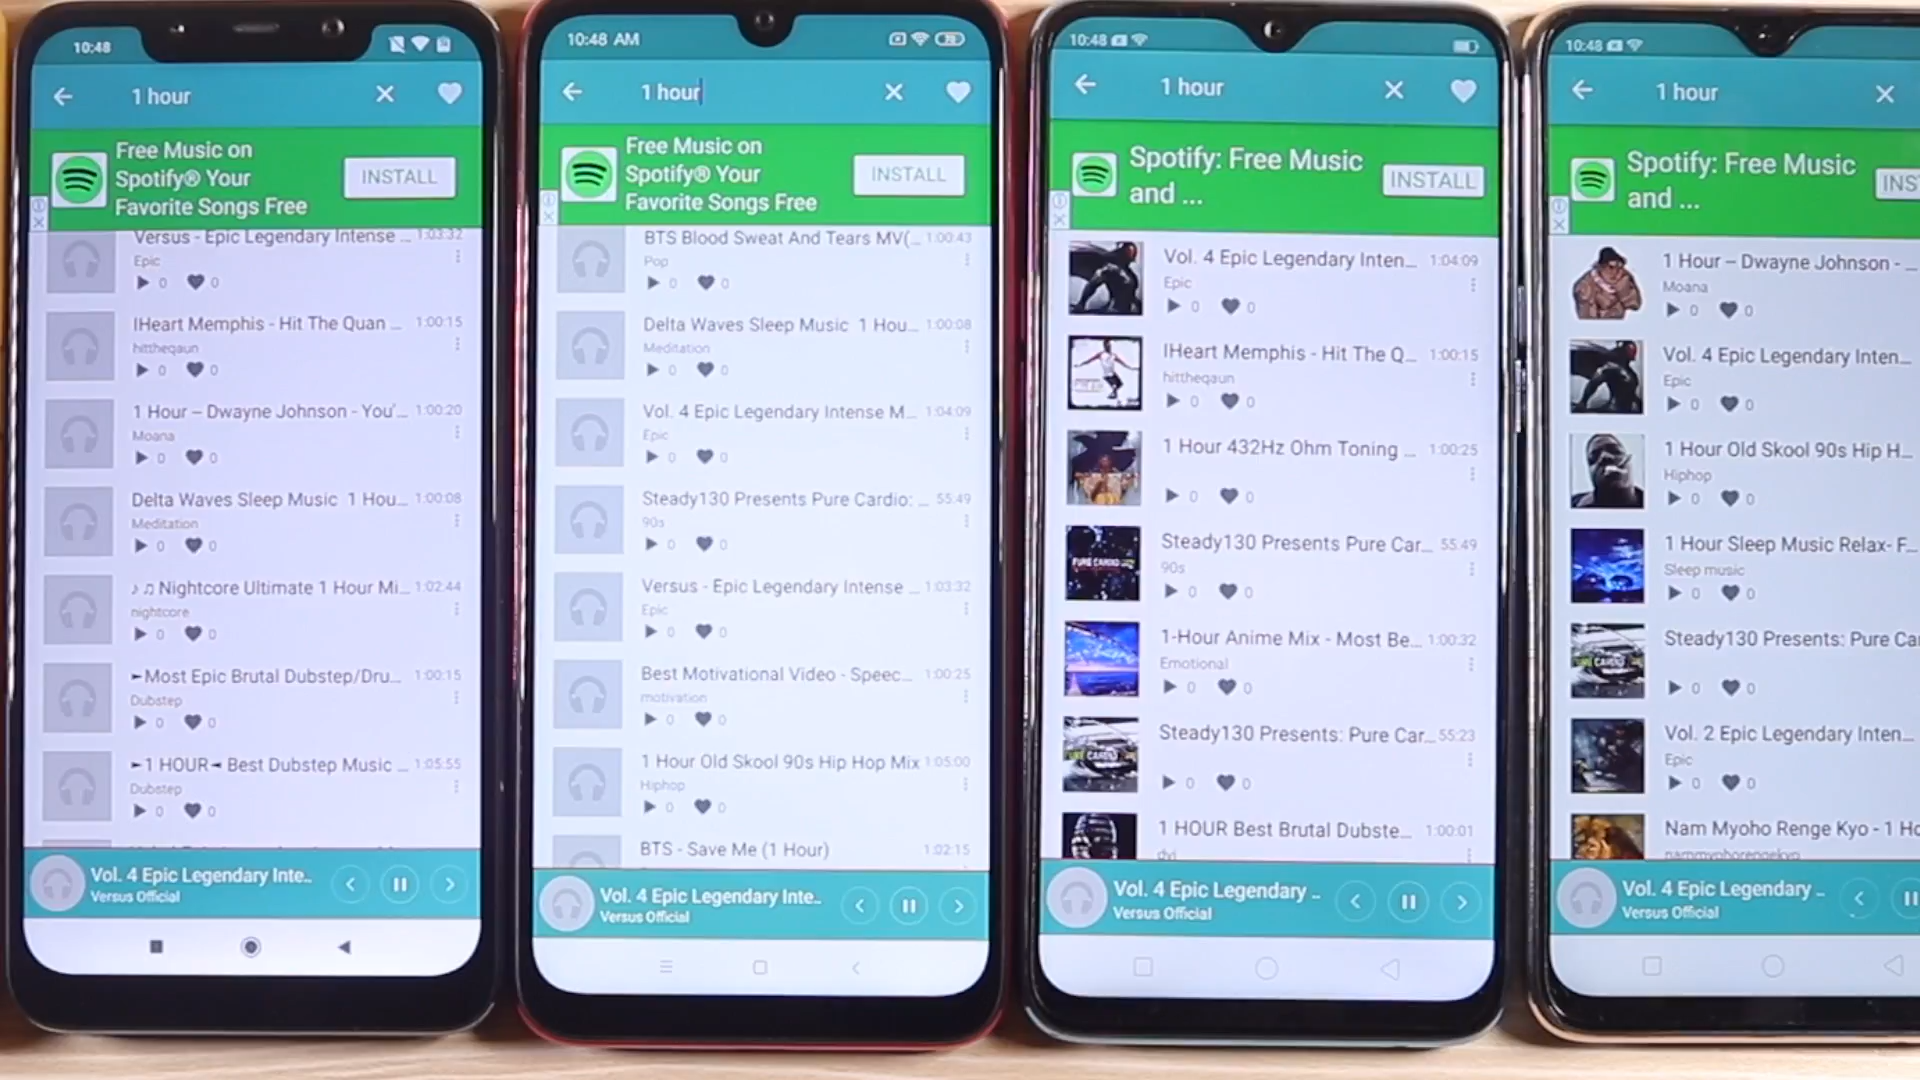 10:48
1 hour
Free Music on
Spotify® Your
Favorite Songs Free
INSTALL
Versus - Epic Legendary Intense ... 1:03:32
Epic
0 0
IHeart Memphis - Hit The Quan ... 1:00:15
hittheqaun
0 0
1 Hour – Dwayne Johnson - You'... 1:00:20
Moana
0 0
Delta Waves Sleep Music 1 Hou... 1:00:08
Meditation
0 0
♪ ♫ Nightcore Ultimate 1 Hour Mi... 1:02:44
nightcore
0 0
►Most Epic Brutal Dubstep/Dru... 1:00:15
Dubstep
0 0
►1 HOUR◄ Best Dubstep Music ... 1:05:55
Dubstep
0 0
Vol. 4 Epic Legendary Inte..
Versus Official
10:48 AM
1 hour
Free Music on
Spotify® Your
Favorite Songs Free
INSTALL
BTS Blood Sweat And Tears MV(... 1:00:43
Pop
0 0
Delta Waves Sleep Music 1 Hou... 1:00:08
Meditation
0 0
Vol. 4 Epic Legendary Intense M... 1:04:09
Epic
0 0
Steady130 Presents Pure Cardio: ... 55:49
90s
0 0
Versus - Epic Legendary Intense ... 1:03:32
Epic
0 0
Best Motivational Video - Speec... 1:00:25
motivation
0 0
1 Hour Old Skool 90s Hip Hop Mix 1:05:00
Hiphop
0 0
BTS - Save Me (1 Hour) 1:02:15
Vol. 4 Epic Legendary Inte..
Versus Official
10:48
1 hour
Spotify: Free Music
and ...
INSTALL
Vol. 4 Epic Legendary Inten... 1:04:09
Epic
0 0
IHeart Memphis - Hit The Q... 1:00:15
hittheqaun
0 0
1 Hour 432Hz Ohm Toning ... 1:00:25
0 0
Steady130 Presents Pure Car... 55:49
90s
0 0
1-Hour Anime Mix - Most Be... 1:00:32
Emotional
0 0
Steady130 Presents: Pure Car... 55:23
0 0
1 HOUR Best Brutal Dubste... 1:00:01
Vol. 4 Epic Legendary ..
Versus Official
10:48
1 hour
Spotify: Free Music
and ...
INS
1 Hour – Dwayne Johnson - ...
Moana
0 0
Vol. 4 Epic Legendary Inten...
Epic
0 0
1 Hour Old Skool 90s Hip H...
Hiphop
0 0
1 Hour Sleep Music Relax- F...
Sleep music
0 0
Steady130 Presents: Pure Ca
0 0
Vol. 2 Epic Legendary Inten...
Epic
0 0
Nam Myoho Renge Kyo - 1 Ho
nammyohorengekyo
Vol. 4 Epic Legendary ..
Versus Official